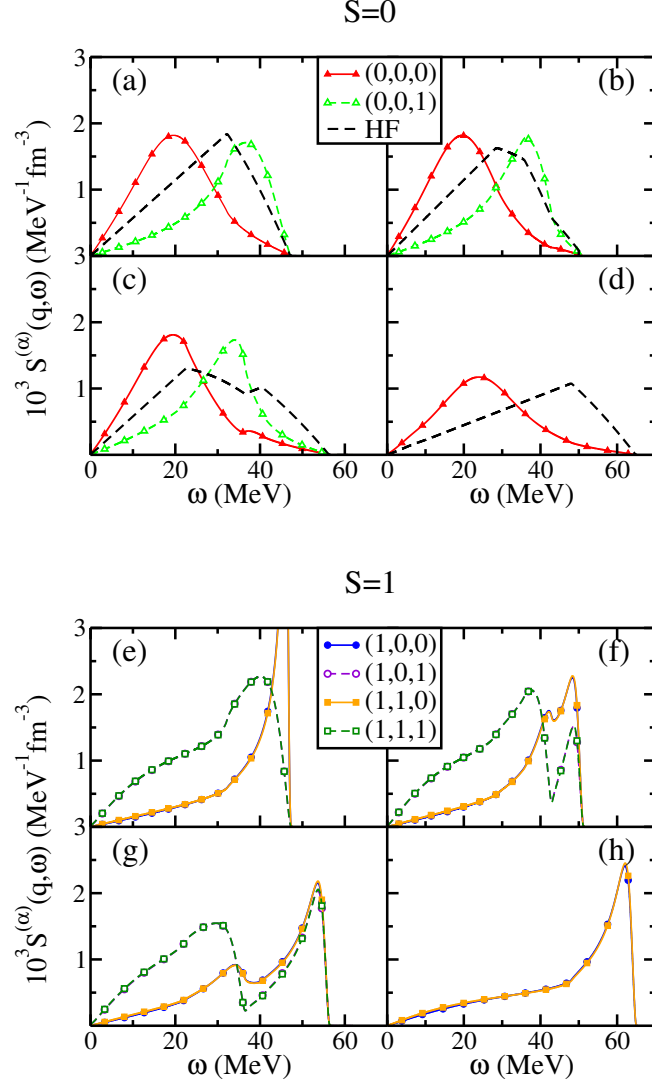 S=0
(a)
(b)
(0,0,0)
(0,0,1)
HF
3
2
1
3
(c)
(d)
2
1
0
10³ S^(α)(q,ω) (MeV⁻¹fm⁻³)
0 20 40 60
0 20 40 60
ω (MeV)
ω (MeV)
S=1
(e)
(f)
(1,0,0)
(1,0,1)
(1,1,0)
(1,1,1)
3
2
1
3
(g)
(h)
2
1
0
10³S^(α)(q,ω) (MeV⁻¹fm⁻³)
0 20 40 60
0 20 40 60
ω (MeV)
ω (MeV)